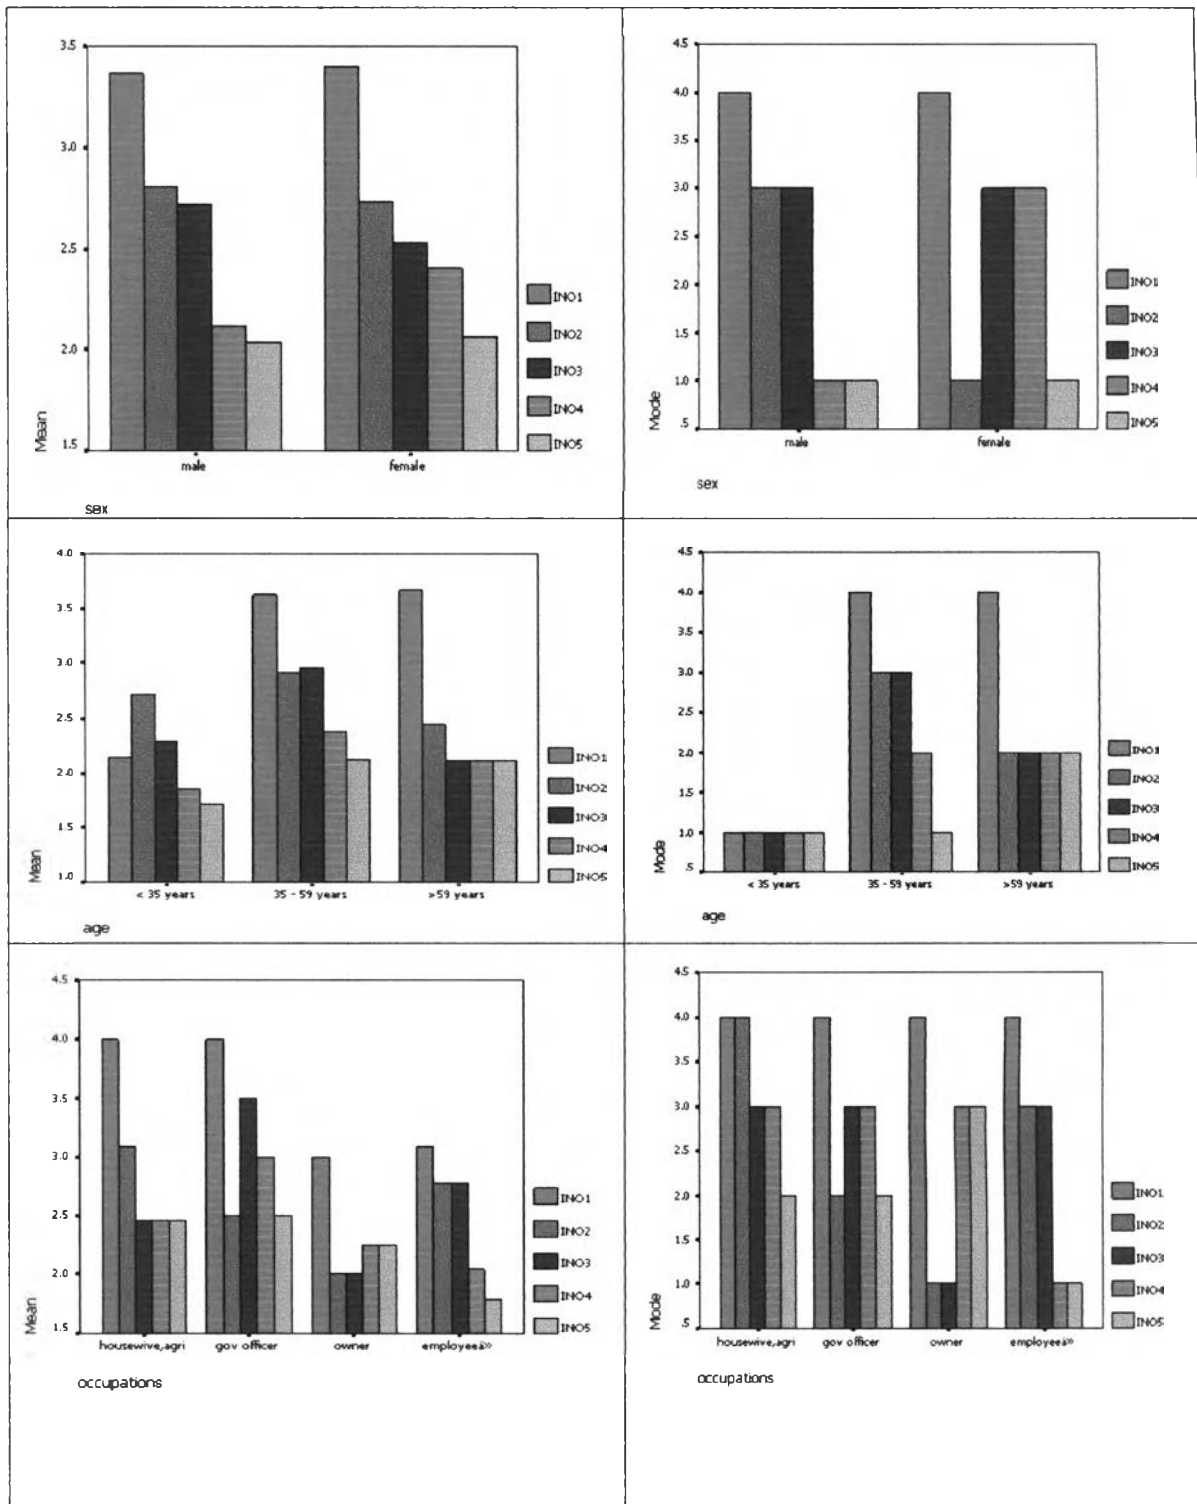 3.5
3.0
2.5
2.0
1.5
Mean
male
female
sex
INO1
INO2
INO3
INO4
INO5
4.5
4.0
3.5
3.0
2.5
2.0
1.5
1.0
.5
Mode
male
female
sex
INO1
INO2
INO3
INO4
INO5
4.0
3.5
3.0
2.5
2.0
1.5
1.0
Mean
< 35 years
35 - 59 years
>59 years
age
INO1
INO2
INO3
INO4
INO5
4.5
4.0
3.5
3.0
2.5
2.0
1.5
1.0
.5
Mode
< 35 years
35 - 59 years
>59 years
age
INO1
INO2
INO3
INO4
INO5
4.5
4.0
3.5
3.0
2.5
2.0
1.5
Mean
housewive,agri
gov officer
owner
employeeä»
occupations
INO1
INO2
INO3
INO4
INO5
4.5
4.0
3.5
3.0
2.5
2.0
1.5
1.0
.5
Mode
housewive,agri
gov officer
owner
employeeä»
occupations
INO1
INO2
INO3
INO4
INO5